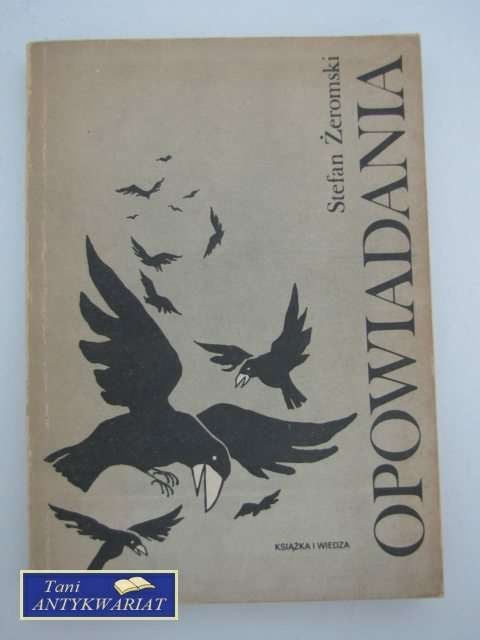 Stefan Żeromski
OPOWIADANIA
KSIĄŻKA I WIEDZA
Tani
ANTYKWARIAT